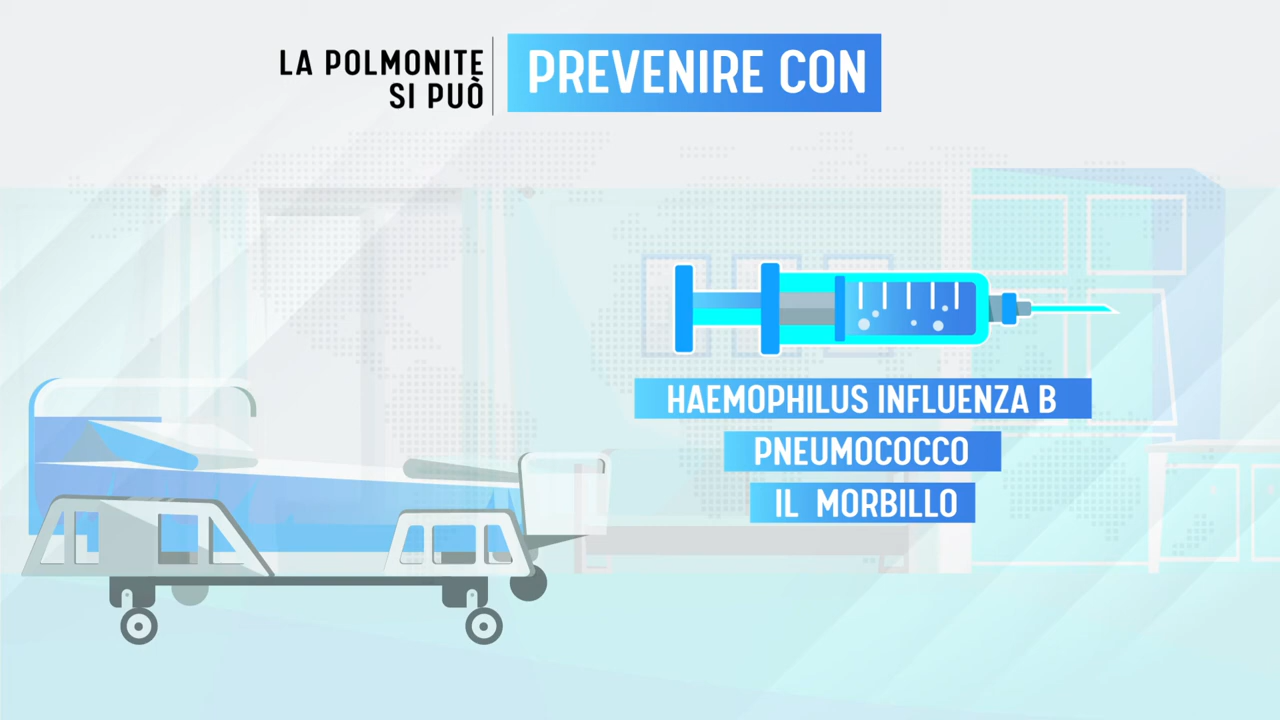 LA POLMONITE
SI PUÒ
PREVENIRE CON
HAEMOPHILUS INFLUENZA B
PNEUMOCOCCO
IL MORBILLO